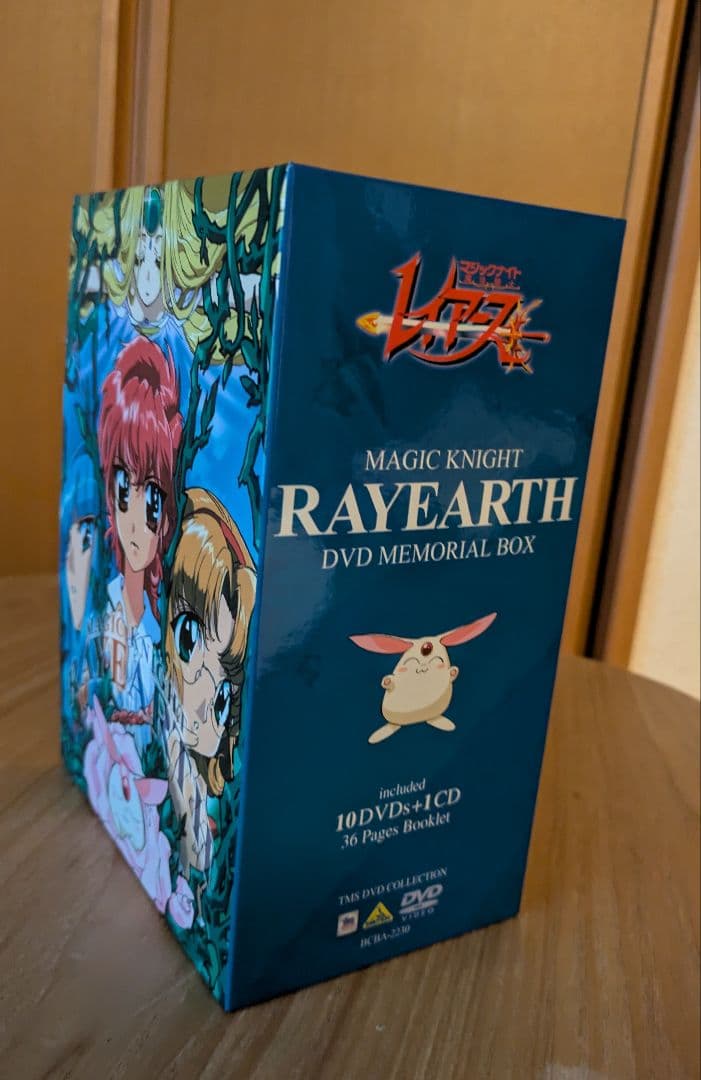 マジックナイト
レイアース
MAGIC KNIGHT
RAYEARTH
DVD MEMORIAL BOX
included
10DVDs+1CD
36 Pages Booklet
TMS DVD COLLECTION
DVD
VIDEO
BCBA-2230